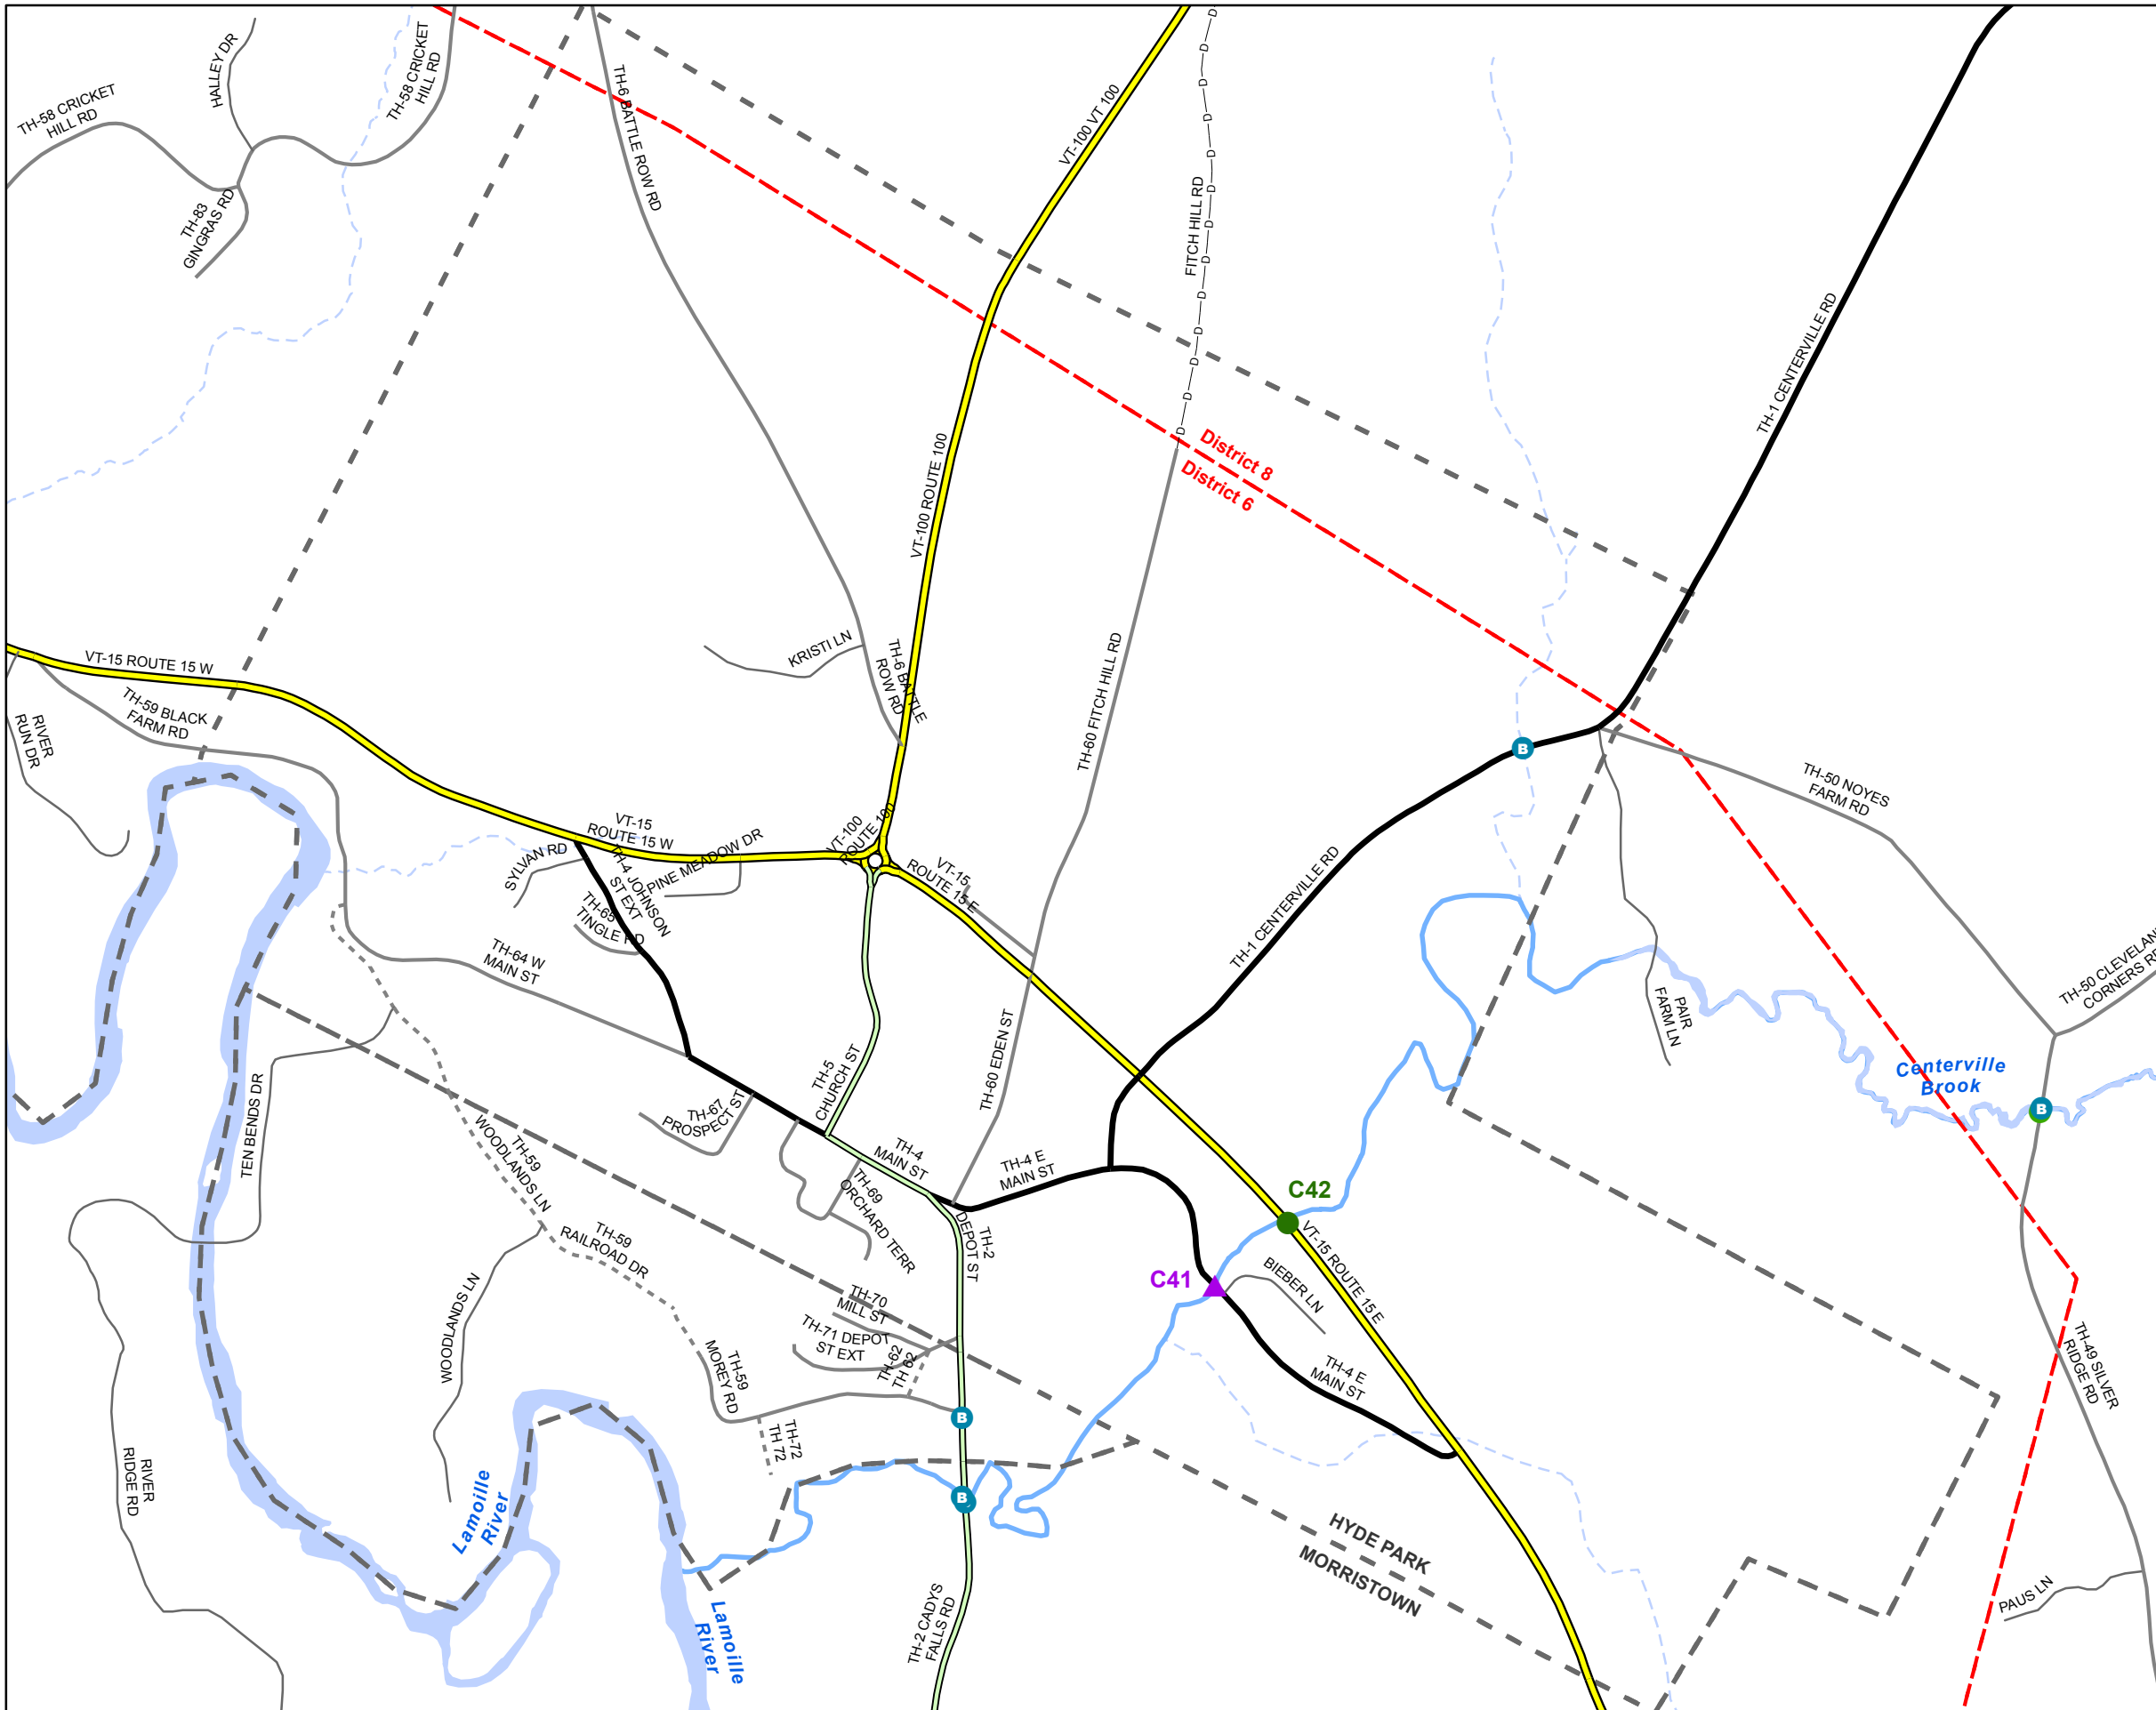 HALLEY DR
TH-58 CRICKET
HILL RD
TH-58 CRICKET
HILL RD
TH-83
GINGRAS RD
TH-6 BATTLE ROW RD
VT-100 VT 100
D
D
D
D
D
D
D
D
D
D
D
D
D
FITCH HILL RD
TH-1 CENTERVILLE RD
District 8
District 6
VT-100 ROUTE 100
VT-15 ROUTE 15 W
TH-59 BLACK
FARM RD
RIVER
RUN DR
KRISTI LN
TH-6 BATTLE
ROW RD
TH-60 FITCH HILL RD
B
TH-50 NOYES
FARM RD
VT-15
ROUTE 15 W
VT-100
ROUTE 100
SYLVAN RD
TH-4 JOHNSON
ST EXT
PINE MEADOW DR
VT-15
ROUTE 15 E
TH-65
TINGLE RD
TH-1 CENTERVILLE RD
TH-64 W
MAIN ST
TH-50 CLEVELAN
CORNERS R
PAIR
FARM LN
TH-60 EDEN ST
Centerville
Brook
B
TH-5
CHURCH ST
TH-67
PROSPECT ST
TEN BENDS DR
TH-59
WOODLANDS LN
TH-4
MAIN ST
TH-4 E
MAIN ST
TH-69
ORCHARD TERR
C42
TH-2
DEPOT ST
TH-59
RAILROAD DR
C41
BIEBER LN
VT-15 ROUTE 15 E
WOODLANDS LN
TH-70
MILL ST
TH-71 DEPOT
ST EXT
TH-62
TH 62
TH-59
MOREY RD
TH-4 E
MAIN ST
TH-49 SILVER
RIDGE RD
B
TH-72
TH 72
RIVER
RIDGE RD
Lamoille
River
B
HYDE PARK
MORRISTOWN
PAUS LN
TH-2 CADYS
FALLS RD
Lamoille
River